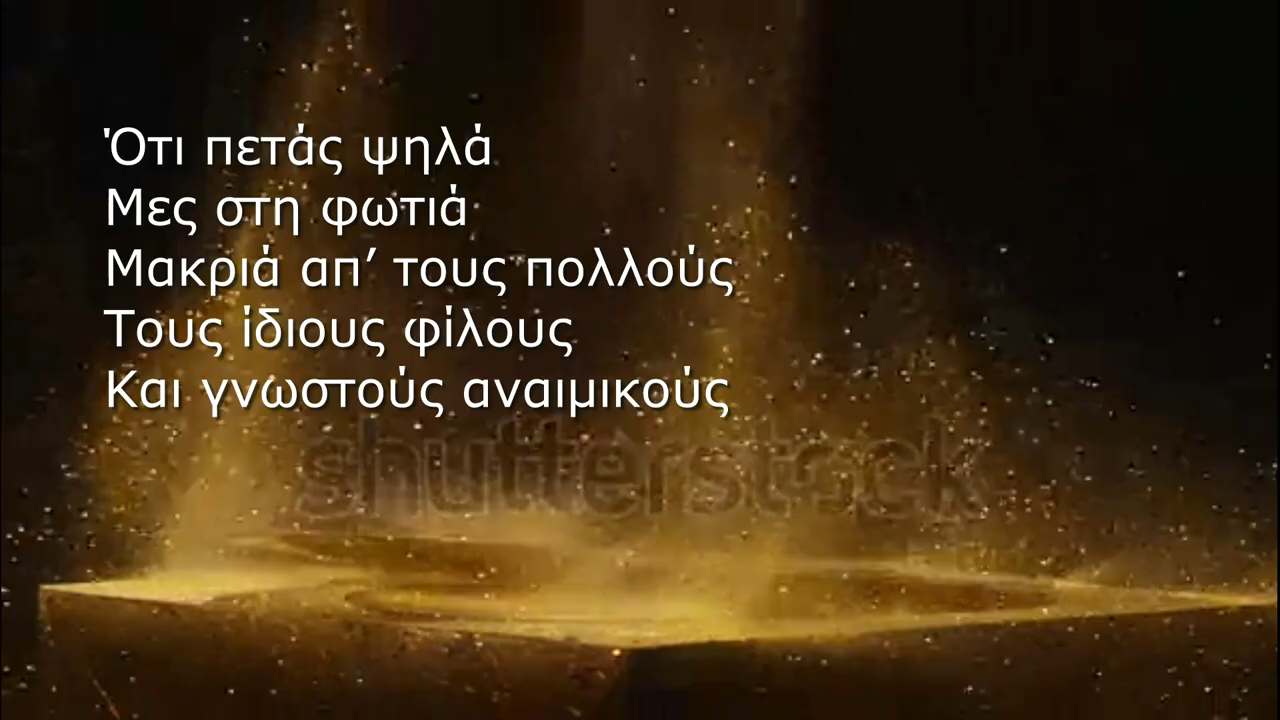 Ότι πετάς ψηλά
Μες στη φωτιά
Μακριά απ’ τους πολλούς
Τους ίδιους φίλους
Και γνωστούς αναιμικούς
shutterstock